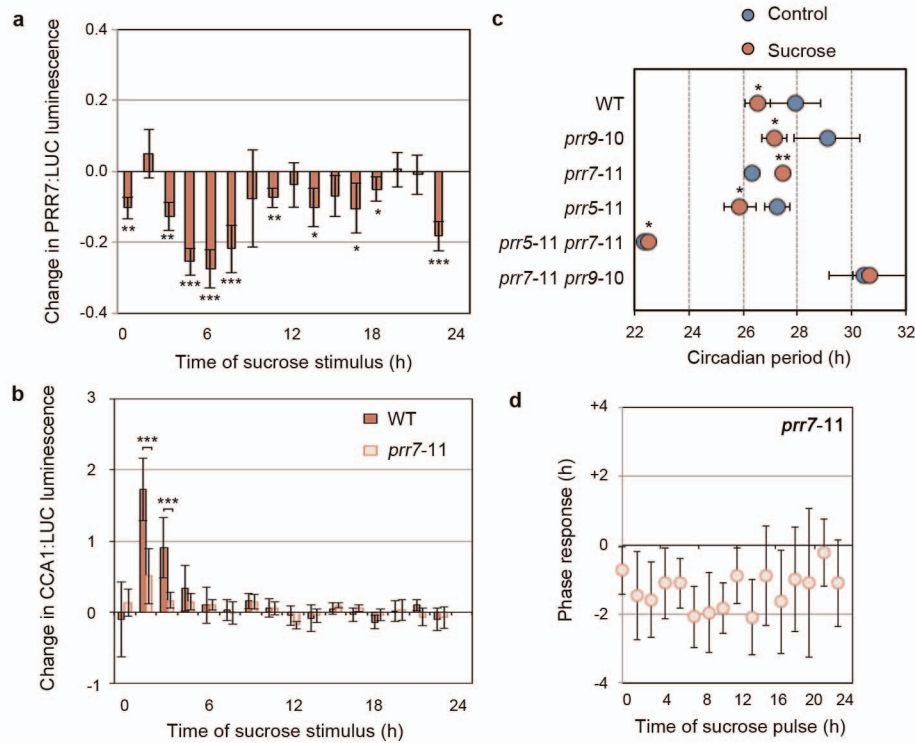 a
Change in PRR7:LUC luminescence
0.4
0.2
0.0
-0.2
-0.4
** ** *** *** *** ** * * * ***
0 6 12 18 24
Time of sucrose stimulus (h)
b
Change in CCA1:LUC luminescence
3
2
1
0
-1
WT
prr7-11
***
***
0 6 12 18 24
Time of sucrose stimulus (h)
c
Control
Sucrose
WT
*
prr9-10
*
prr7-11
**
prr5-11
*
prr5-11 prr7-11
*
prr7-11 prr9-10
22 24 26 28 30 32
Circadian period (h)
d
prr7-11
Phase response (h)
+4
+2
0
-2
-4
0 4 8 12 16 20 24
Time of sucrose pulse (h)